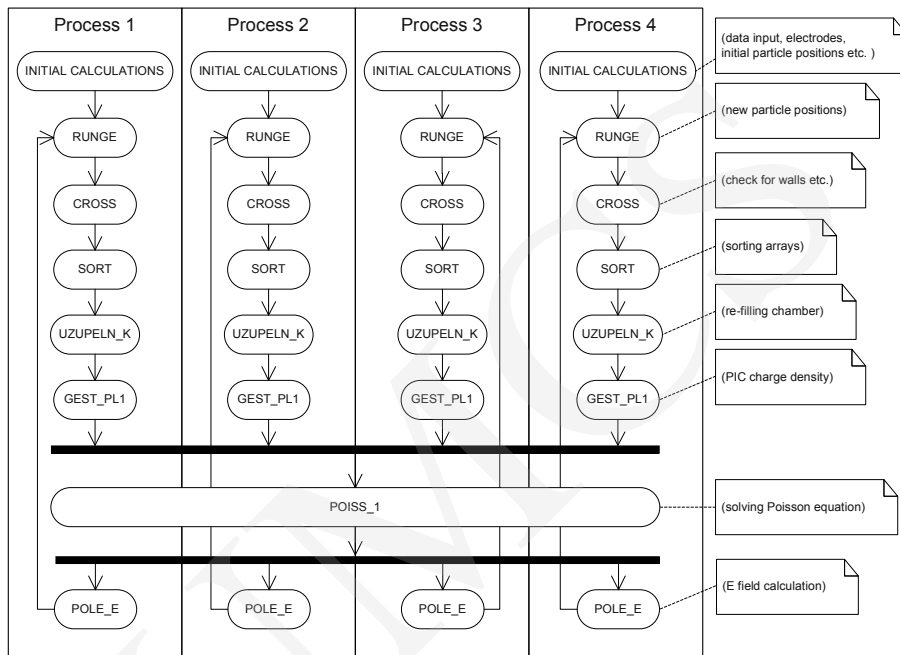 Process 1
Process 2
Process 3
Process 4
INITIAL CALCULATIONS
INITIAL CALCULATIONS
INITIAL CALCULATIONS
INITIAL CALCULATIONS
(data input, electrodes,
initial particle positions etc. )
RUNGE
RUNGE
RUNGE
RUNGE
(new particle positions)
CROSS
CROSS
CROSS
CROSS
(check for walls etc.)
SORT
SORT
SORT
SORT
(sorting arrays)
UZUPELN_K
UZUPELN_K
UZUPELN_K
UZUPELN_K
(re-filling chamber)
GEST_PL1
GEST_PL1
GEST_PL1
GEST_PL1
(PIC charge density)
POISS_1
(solving Poisson equation)
POLE_E
POLE_E
POLE_E
POLE_E
(E field calculation)
UMCS